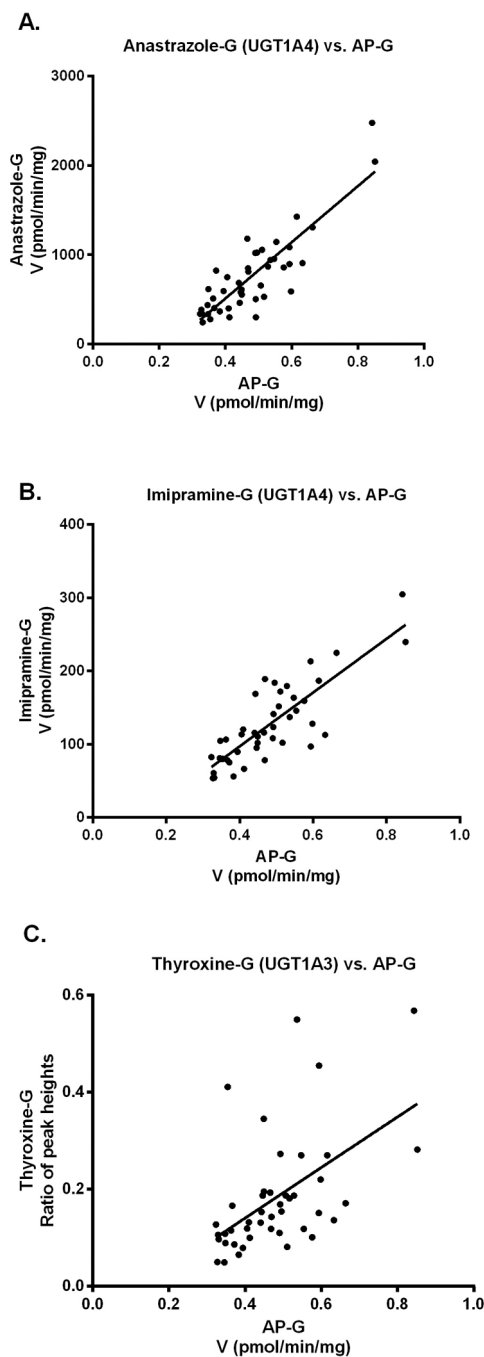 A.
Anastrazole-G (UGT1A4) vs. AP-G
3000
2000
1000
0
Anastrazole-G
V (pmol/min/mg)
0.0 0.2 0.4 0.6 0.8 1.0
AP-G
V (pmol/min/mg)
B.
Imipramine-G (UGT1A4) vs. AP-G
400
300
200
100
0
Imipramine-G
V (pmol/min/mg)
0.0 0.2 0.4 0.6 0.8 1.0
AP-G
V (pmol/min/mg)
C.
Thyroxine-G (UGT1A3) vs. AP-G
0.6
0.4
0.2
0.0
Thyroxine-G
Ratio of peak heights
0.0 0.2 0.4 0.6 0.8 1.0
AP-G
V (pmol/min/mg)